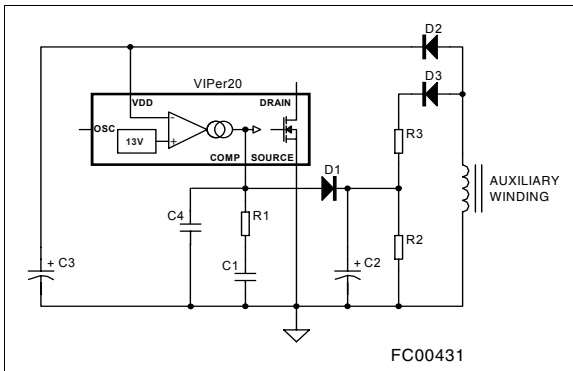 D2
VIPer20
D3
VDD
DRAIN
OSC
-
13V
+
R3
COMP
SOURCE
D1
AUXILIARY
WINDING
C4
R1
R2
+
C3
C1
+
C2
FC00431